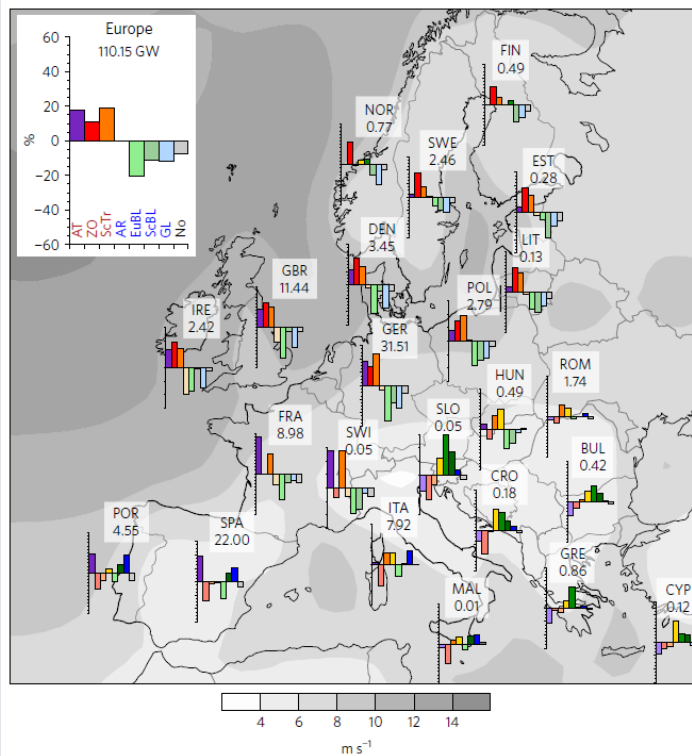 Europe
110.15 GW
60
40
20
0
−20
−40
−60
%
AT
ZO
ScTr
AR
EuBL
ScBL
GL
No
FIN
0.49
NOR
0.77
SWE
2.46
EST
0.28
DEN
3.45
LIT
0.13
GBR
11.44
POL
2.79
IRE
2.42
GER
31.51
HUN
0.49
ROM
1.74
FRA
8.98
SWI
0.05
SLO
0.05
BUL
0.42
CRO
0.18
ITA
7.92
POR
4.55
SPA
22.00
GRE
0.86
MAL
0.01
CYP
0.12
4 6 8 10 12 14
m s⁻¹